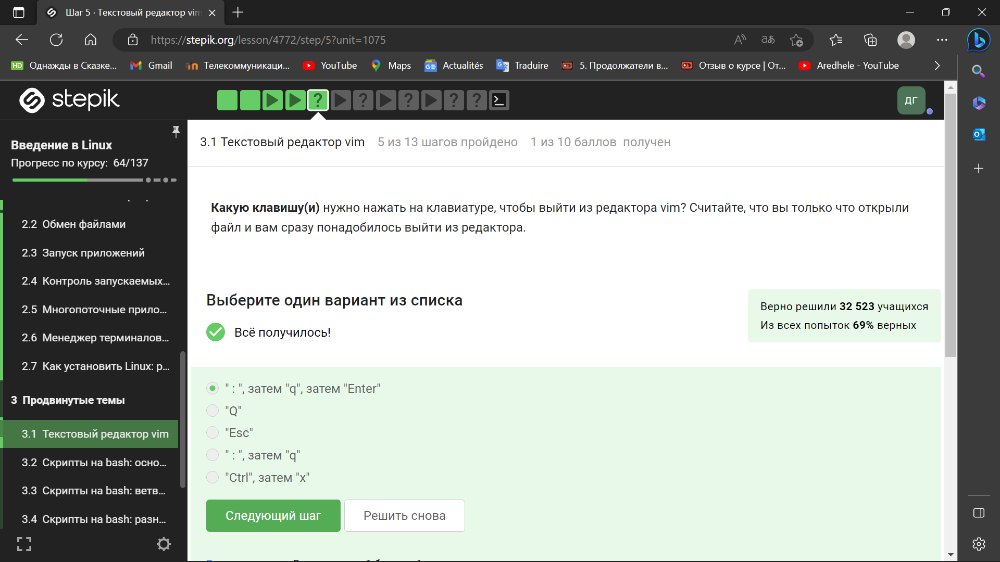 Шаг 5 · Текстовый редактор vim
https://stepik.org/lesson/4772/step/5?unit=1075
Однажды в Сказке...
Gmail
Телекоммуникаци...
YouTube
Maps
Actualités
Traduire
5. Продолжатели в...
Отзыв о курсе | От...
Aredhele - YouTube
stepik
ДГ
Введение в Linux
Прогресс по курсу: 64/137
2.2 Обмен файлами
2.3 Запуск приложений
2.4 Контроль запускаемых...
2.5 Многопоточные прило...
2.6 Менеджер терминалов...
2.7 Как установить Linux: р...
3 Продвинутые темы
3.1 Текстовый редактор vim
3.2 Скрипты на bash: осно...
3.3 Скрипты на bash: ветв...
3.4 Скрипты на bash: разн...
3.1 Текстовый редактор vim 5 из 13 шагов пройдено 1 из 10 баллов получен
Какую клавишу(и) нужно нажать на клавиатуре, чтобы выйти из редактора vim? Считайте, что вы только что открыли
файл и вам сразу понадобилось выйти из редактора.
Выберите один вариант из списка
Всё получилось!
Верно решили 32 523 учащихся
Из всех попыток 69% верных
" : ", затем "q", затем "Enter"
"Q"
"Esc"
" : ", затем "q"
"Ctrl", затем "x"
Следующий шаг
Решить снова